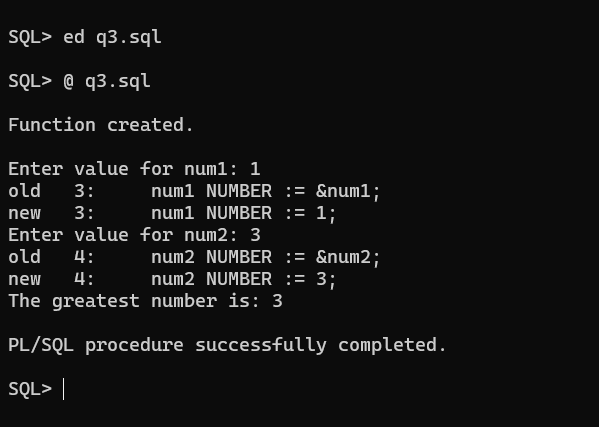 SQL> ed q3.sql
SQL> @ q3.sql
Function created.
Enter value for num1: 1
old   3:     num1 NUMBER := &num1;
new   3:     num1 NUMBER := 1;
Enter value for num2: 3
old   4:     num2 NUMBER := &num2;
new   4:     num2 NUMBER := 3;
The greatest number is: 3
PL/SQL procedure successfully completed.
SQL>